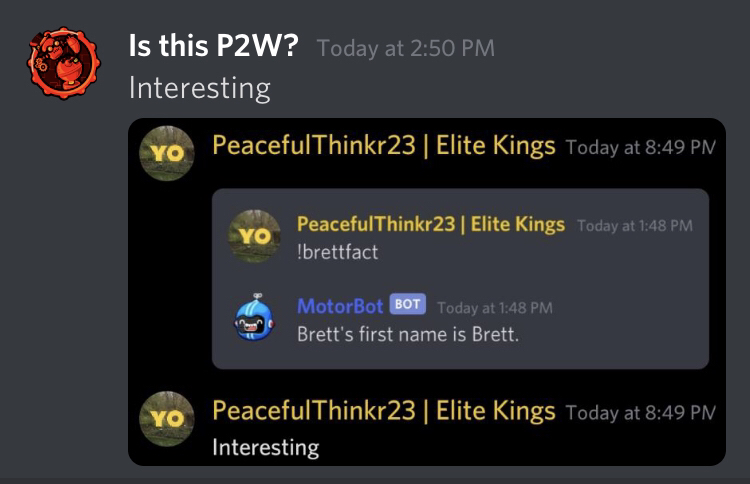 Is this P2W? Today at 2:50 PM
Interesting
YO PeacefulThinkr23 | Elite Kings Today at 8:49 PM
YO PeacefulThinkr23 | Elite Kings Today at 1:48 PM
!brettfact
MotorBot BOT Today at 1:48 PM
Brett's first name is Brett.
YO PeacefulThinkr23 | Elite Kings Today at 8:49 PM
Interesting